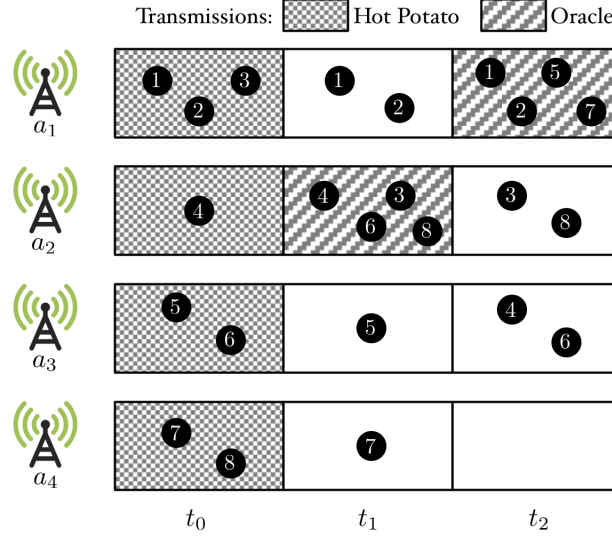 Transmissions: Hot Potato Oracle
1 3 1 1 5
2 2 2 7
a1
4 4 3 3
6 8 8
a2
5 5 4
6 6
a3
7 7
8
a4
t0 t1 t2